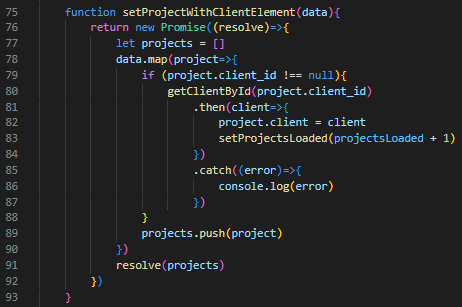 75 function setProjectWithClientElement(data){
76 return new Promise((resolve)=>{
77 let projects = []
78 data.map(project=>{
79 if (project.client_id !== null){
80 getClientById(project.client_id)
81 .then(client=>{
82 project.client = client
83 setProjectsLoaded(projectsLoaded + 1)
84 })
85 .catch((error)=>{
86 console.log(error)
87 })
88 }
89 projects.push(project)
90 })
91 resolve(projects)
92 })
93 }